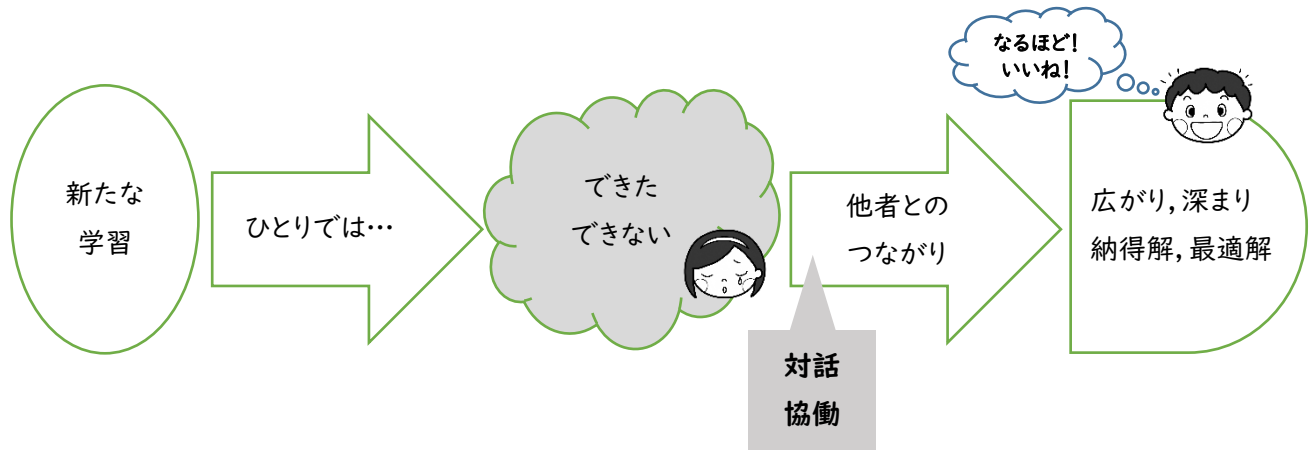 新たな
学習
ひとりでは…
できた
できない
他者との
つながり
対話
協働
なるほど!
いいね!
広がり,深まり
納得解,最適解